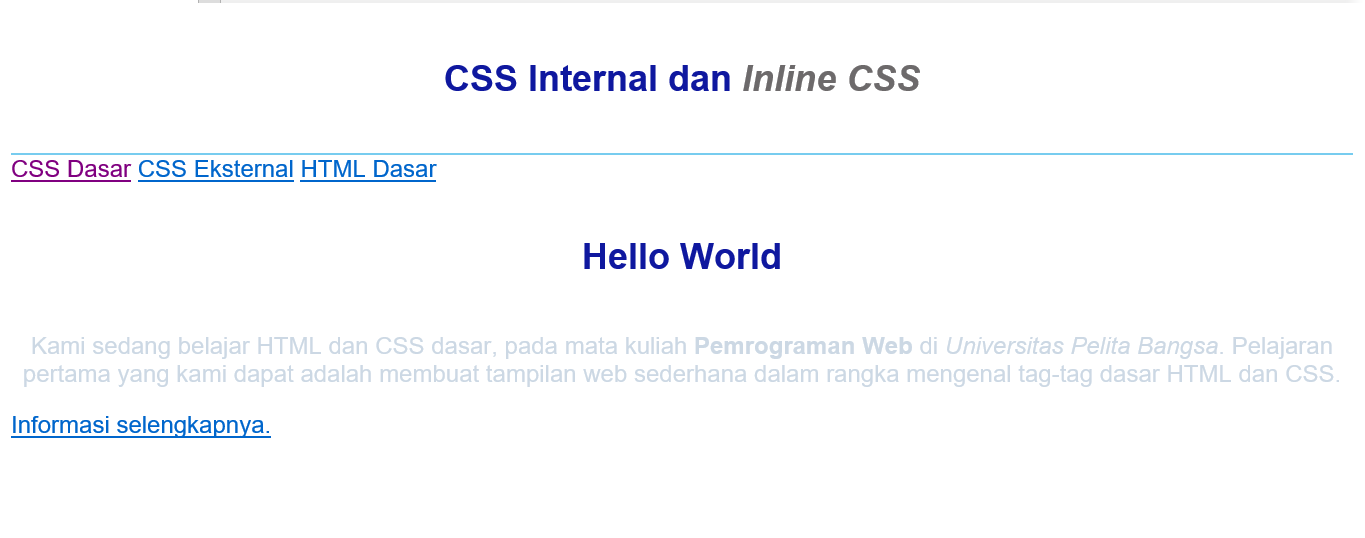 CSS Internal dan Inline CSS
CSS Dasar CSS Eksternal HTML Dasar
Hello World
Kami sedang belajar HTML dan CSS dasar, pada mata kuliah Pemrograman Web di Universitas Pelita Bangsa. Pelajaran
pertama yang kami dapat adalah membuat tampilan web sederhana dalam rangka mengenal tag-tag dasar HTML dan CSS.
Informasi selengkapnya.